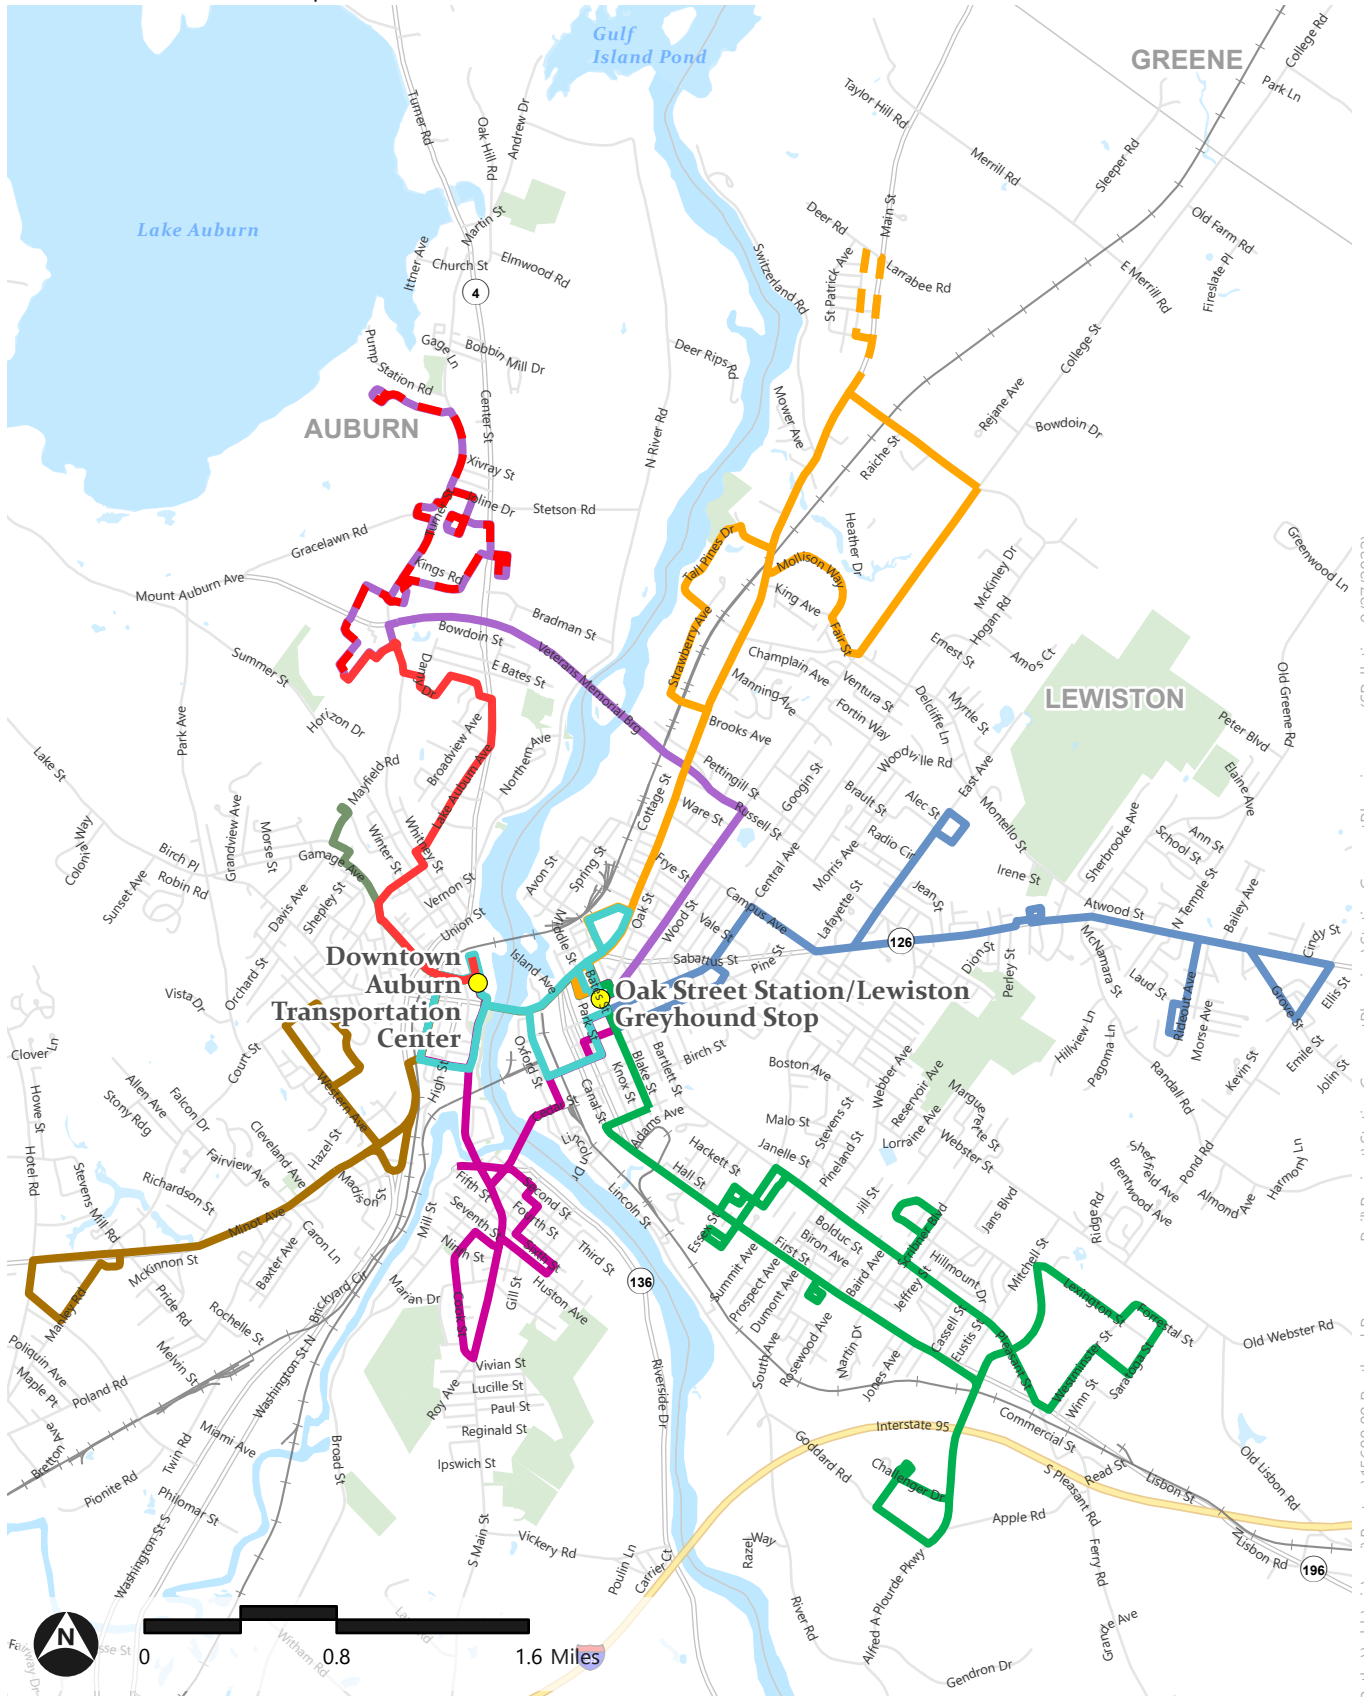 Gulf
Island Pond
GREENE
College Rd
Park Ln
Turner Rd
Oak Hill Rd
Andrew Dr
Taylor Hill Rd
Merrill Rd
Sleeper Rd
Lake Auburn
Martin St
Ittner Ave
Church St
Elmwood Rd
4
Switzerland Rd
Deer Rd
Main St
St Patrick Ave
Larrabee Rd
Old Farm Rd
E Merrill Rd
Fireslate Pl
Pump Station Rd
Gage Ln
Bobbin Mill Dr
Deer Rips Rd
College St
AUBURN
Center St
N River Rd
Mower Ave
Rejane Ave
Bowdoin Dr
Raiche St
Xivray St
Turner St
Joline Dr
Stetson Rd
Gracelawn Rd
Heather Dr
Tall Pines Dr
Mollison Way
McKinley Dr
Greenwood Ln
Kings Rd
Mount Auburn Ave
King Ave
Hogan Rd
Bradman St
Bowdoin St
Fair St
Ernest St
Amos Ct
Summer St
Danny Dr
E Bates St
Veterans Memorial Brg
Strawberry Ave
Champlain Ave
Ventura St
Manning Ave
Delcliffe Ln
Myrtle St
LEWISTON
Old Greene Rd
Park Ave
Horizon Dr
Fortin Way
Brooks Ave
Peter Blvd
Lake St
Broadview Ave
Northern Ave
Woodville Rd
Elaine Ave
Mayfield Rd
Lake Auburn Ave
Cottage St
Pettingill St
Googin St
East Ave
Ware St
Russell St
Brault St
Alec St
Montello St
Colonial Way
Grandview Ave
Morse St
Whitney St
Winter St
Radio Cir
Sherbrooke Ave
School St
Ann St
Birch Pl
Gamage Ave
Spring St
Avon St
Frye St
Central Ave
Morris Ave
Robin Rd
Sunset Ave
Davis Ave
Shepley St
Vernon St
Irene St
Jean St
N Temple St
Bailey Ave
Campus Ave
Lafayette St
Oak St
Wood St
Vale St
Atwood St
Union St
Middle St
126
Cindy St
Downtown
Auburn
Transportation
Center
Island Ave
Sabattus St
Pine St
Dion St
Perley St
McNamara St
Laud St
Orchard St
Vista Dr
Bates St
Oak Street Station/Lewiston
Greyhound Stop
Rideout Ave
Grove St
Ellis St
Park St
Morse Ave
Clover Ln
Court St
Oxford St
Birch St
Hillview Ln
Pagoma Ln
Emile St
Western Ave
High St
Knox St
Blake St
Bartlett St
Boston Ave
Webber Ave
Reservoir Ave
Randall Rd
Kevin St
Jolin St
Howe St
Allen Ave
Falcon Dr
Stony Rdg
Canal St
Cedar St
Adams Ave
Malo St
Stevens St
Marguerette St
Lorraine Ave
Webster St
Cleveland Ave
Hazel St
Lincoln Dr
Hackett St
Janelle St
Pineland St
Hotel Rd
Fairview Ave
Sheffield Ave
Pond Rd
Harmony Ln
Stevens Mill Rd
Richardson St
Madison St
Fifth St
Second St
Hall St
Brentwood Ave
Almond Ave
Minot Ave
Mill St
Seventh St
Fourth St
Lincoln St
Jill St
Jans Blvd
Ridge Rd
McKinnon St
Caron Ln
Baxter Ave
Ninth St
Sixth St
Third St
Essex St
Bolduc St
Biron Ave
First St
Scribner Blvd
Hillmount Dr
Mitchell St
Brickyard Cir
Marian Dr
Gill St
Huston Ave
136
Summit Ave
Prospect Ave
Dumont Ave
Baird Ave
Jeffrey St
Manley Rd
Pride Rd
Cook St
Lexington St
Forrestal St
Old Webster Rd
Rochelle St
Cassell St
Eustis St
Poliquin Ave
Maple Pt
Melvin St
Washington St N
Vivian St
South Ave
Rosewood Ave
Martin Dr
Jones Ave
Pleasant St
Westminster St
Saratoga St
Winn St
Poland Rd
Roy Ave
Lucille St
Riverside Dr
Paul St
Reginald St
Interstate 95
Commercial St
Miami Ave
Bretton Ave
Twin Rd
Broad St
Ipswich St
Goddard Rd
Challenger Dr
S Pleasant Rd
Read St
Lisbon St
Old Lisbon Rd
Pionite Rd
Philomar St
Washington St S
S Main St
Vickery Rd
Poulin Ln
Carrier Ct
Razel Way
Apple Rd
Ferry Rd
N Lisbon Rd
196
River Rd
Alfred A Plourde Pkwy
Witham Rd
Gendron Dr
N
0
0.8
1.6 Miles